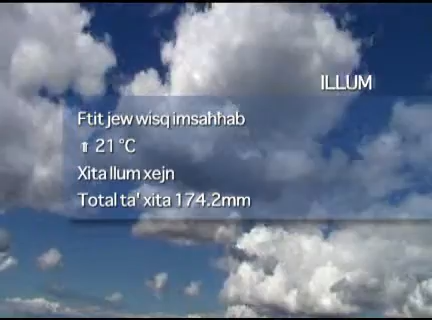 ILLUM
Ftit jew wisq imsaħħab
⇑ 21 °C
Xita llum xejn
Total ta' xita 174.2mm